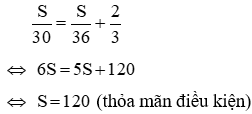 S/30 = S/36 + 2/3
⇔ 6S=5S+120
⇔ S=120 (thỏa mãn điều kiện)